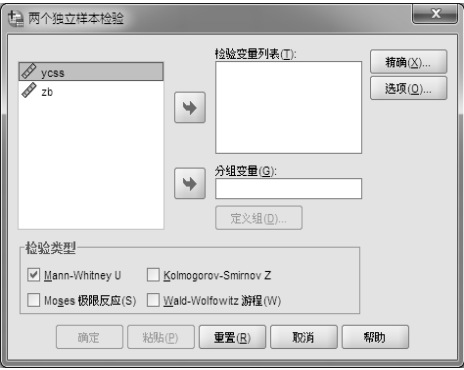 两个独立样本检验
ycss
zb
检验变量列表(T):
精确(X)...
选项(O)...
分组变量(G):
定义组(D)...
检验类型
Mann-Whitney U
Kolmogorov-Smirnov Z
Moses 极限反应(S)
Wald-Wolfowitz 游程(W)
确定
粘贴(P)
重置(R)
取消
帮助